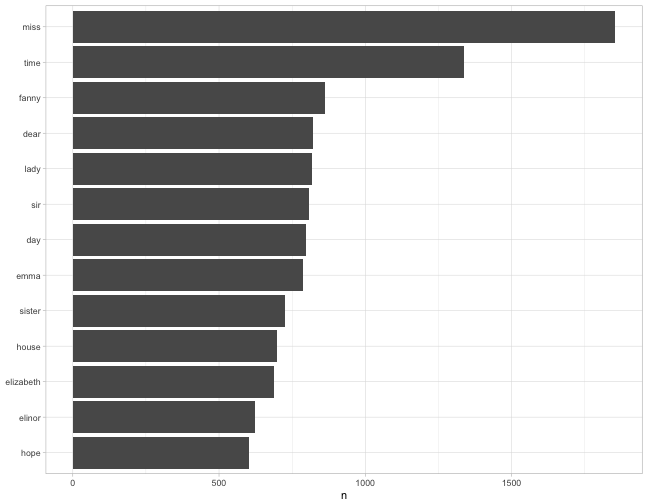 miss
time
fanny
dear
lady
sir
day
emma
sister
house
elizabeth
elinor
hope
0 500 1000 1500
n